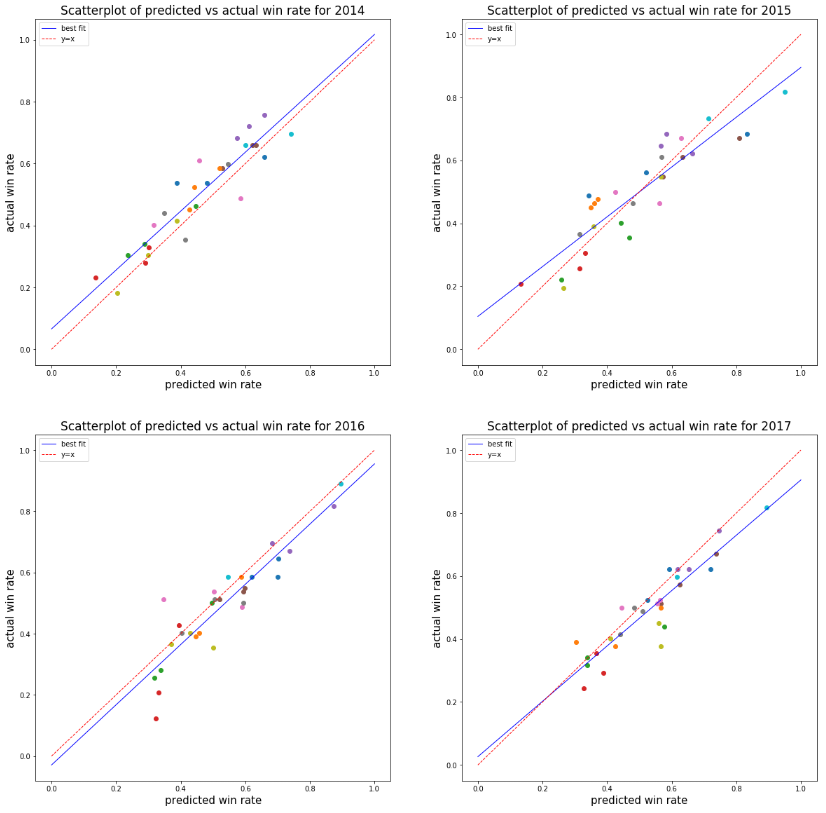 Scatterplot of predicted vs actual win rate for 2014
best fit
y=x
1.0
0.8
0.6
0.4
0.2
0.0
actual win rate
0.0 0.2 0.4 0.6 0.8 1.0
predicted win rate
Scatterplot of predicted vs actual win rate for 2015
best fit
y=x
1.0
0.8
0.6
0.4
0.2
0.0
actual win rate
0.0 0.2 0.4 0.6 0.8 1.0
predicted win rate
Scatterplot of predicted vs actual win rate for 2016
best fit
y=x
1.0
0.8
0.6
0.4
0.2
0.0
actual win rate
0.0 0.2 0.4 0.6 0.8 1.0
predicted win rate
Scatterplot of predicted vs actual win rate for 2017
best fit
y=x
1.0
0.8
0.6
0.4
0.2
0.0
actual win rate
0.0 0.2 0.4 0.6 0.8 1.0
predicted win rate